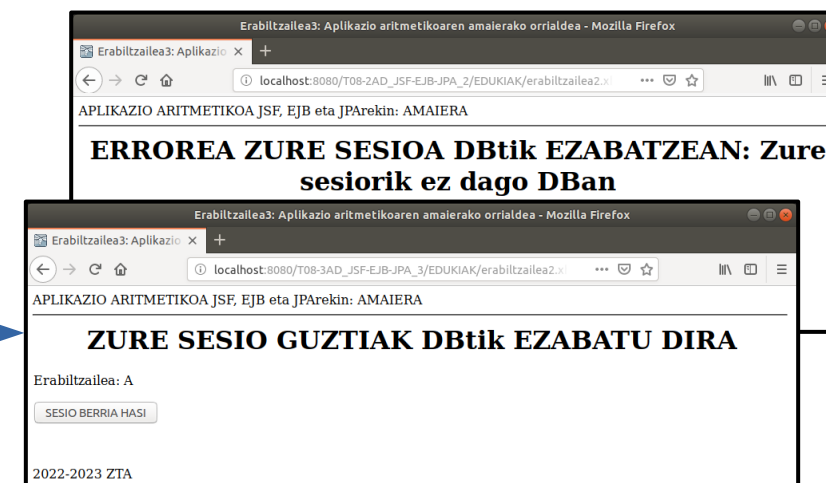 Erabiltzailea3: Aplikazio aritmetikoaren amaierako orrialdea - Mozilla Firefox
Erabiltzailea3: Aplikazio
localhost:8080/T08-2AD_JSF-EJB-JPA_2/EDUKIAK/erabiltzailea2.x
APLIKAZIO ARITMETIKOA JSF, EJB eta JPArekin: AMAIERA
ERROREA ZURE SESIOA DBtik EZABATZEAN: Zure
sesiorik ez dago DBan
Erabiltzailea3: Aplikazio aritmetikoaren amaierako orrialdea - Mozilla Firefox
Erabiltzailea3: Aplikazio
localhost:8080/T08-3AD_JSF-EJB-JPA_3/EDUKIAK/erabiltzailea2.x
APLIKAZIO ARITMETIKOA JSF, EJB eta JPArekin: AMAIERA
ZURE SESIO GUZTIAK DBtik EZABATU DIRA
Erabiltzailea: A
SESIO BERRIA HASI
2022-2023 ZTA